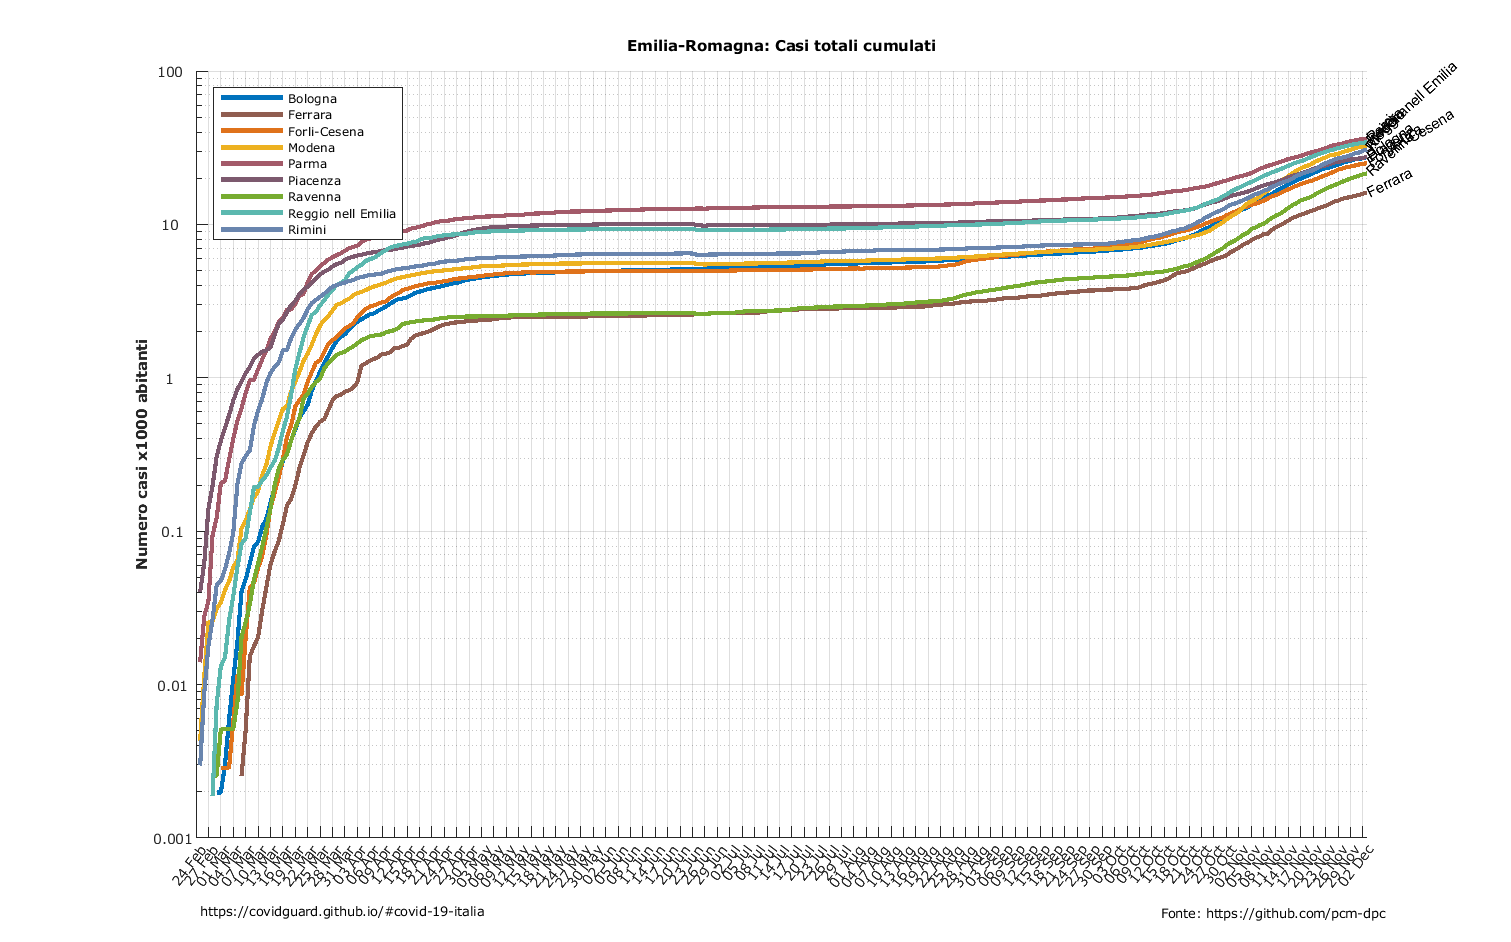 Emilia-Romagna: Casi totali cumulati
Numero casi x1000 abitanti
100
10
1
0.1
0.01
0.001
Bologna
Ferrara
Forlì-Cesena
Modena
Parma
Piacenza
Ravenna
Reggio nell Emilia
Rimini
Reggio nell Emilia
Bologna
Cesena
Ravenna
Ferrara
24 Feb
27 Feb
01 Mar
04 Mar
07 Mar
10 Mar
13 Mar
16 Mar
19 Mar
22 Mar
25 Mar
28 Mar
31 Mar
03 Apr
06 Apr
09 Apr
12 Apr
15 Apr
18 Apr
21 Apr
24 Apr
27 Apr
30 Apr
03 May
06 May
09 May
12 May
15 May
18 May
21 May
24 May
27 May
30 May
02 Jun
05 Jun
08 Jun
11 Jun
14 Jun
17 Jun
20 Jun
23 Jun
26 Jun
29 Jun
02 Jul
05 Jul
08 Jul
11 Jul
14 Jul
17 Jul
20 Jul
23 Jul
26 Jul
29 Jul
01 Aug
04 Aug
07 Aug
10 Aug
13 Aug
16 Aug
19 Aug
22 Aug
25 Aug
28 Aug
31 Aug
03 Sep
06 Sep
09 Sep
12 Sep
15 Sep
18 Sep
21 Sep
24 Sep
27 Sep
30 Sep
03 Oct
06 Oct
09 Oct
12 Oct
15 Oct
18 Oct
21 Oct
24 Oct
27 Oct
30 Oct
02 Nov
05 Nov
08 Nov
11 Nov
14 Nov
17 Nov
20 Nov
23 Nov
26 Nov
29 Nov
02 Dec
https://covidguard.github.io/#covid-19-italia
Fonte: https://github.com/pcm-dpc